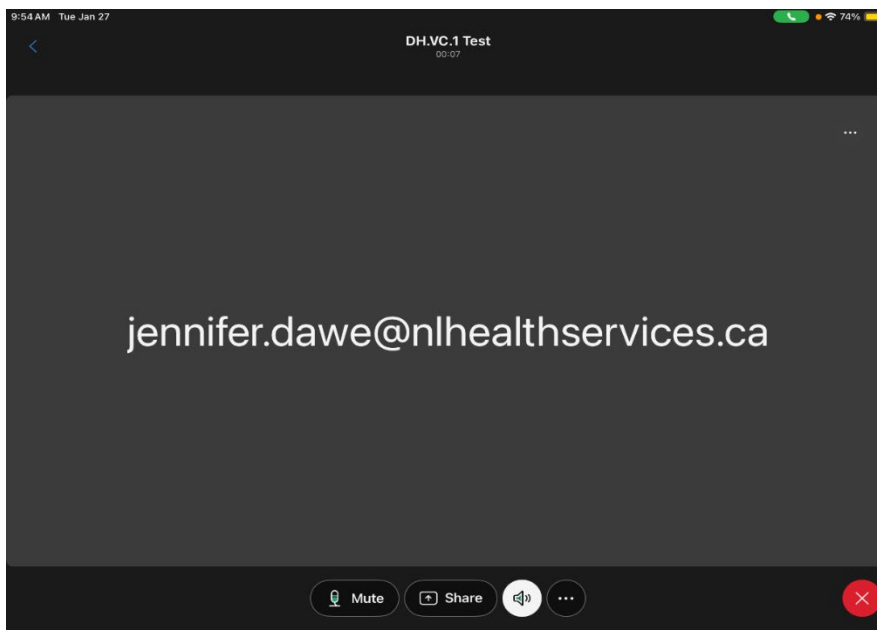 9:54 AM Tue Jan 27 74%
DH.VC.1 Test
00:07
...
jennifer.dawe@nlhealthservices.ca
Mute Share ...